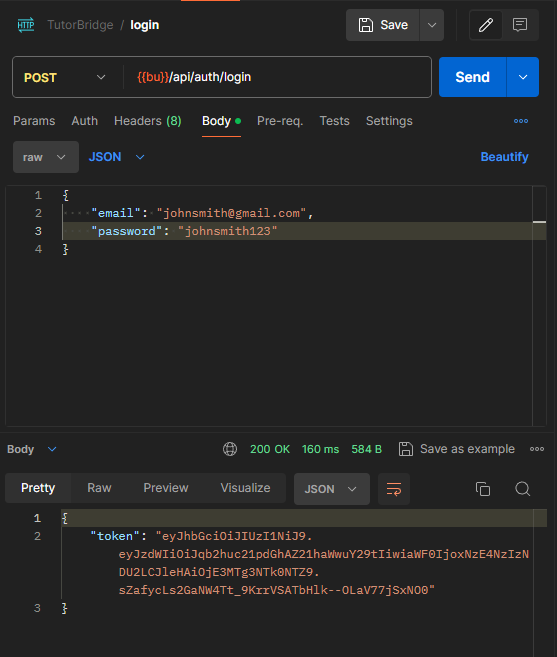 HTTP TutorBridge / login Save
POST {{bu}}/api/auth/login Send
Params Auth Headers (8) Body Pre-req. Tests Settings
raw JSON Beautify
1 {
2 "email": "johnsmith@gmail.com",
3 "password": "johnsmith123"
4 }
Body 200 OK 160 ms 584 B Save as example
Pretty Raw Preview Visualize JSON
1 {
2 "token": "eyJhbGciOiJIUzI1NiJ9.
eyJzdWIiOiJqb2huc21pdGhAZ21haWwuY29tIiwiaWF0IjoxNzE4NzIzN
DU2LCJleHAiOjE3MTg3NTk0NTZ9.
sZafycLs2GaNW4Tt_9KrrVSATbHlk--OLaV77jSxNO0"
3 }